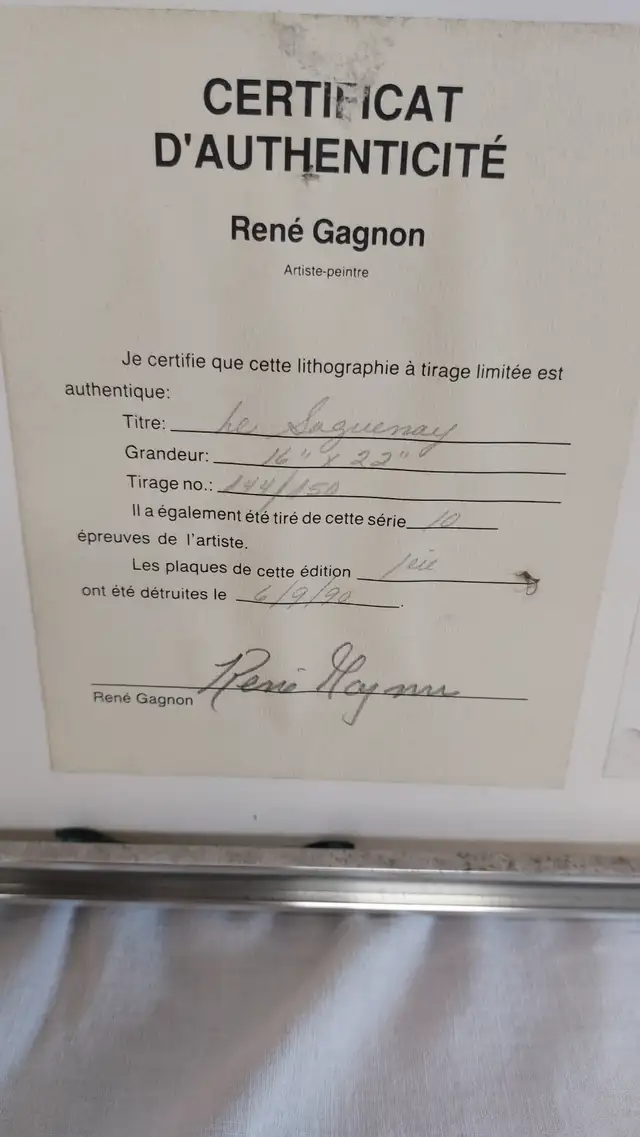 CERTIFICAT
D'AUTHENTICITÉ
René Gagnon
Artiste-peintre
Je certifie que cette lithographie à tirage limitée est
authentique:
Titre: Le Saguenay
Grandeur: 16" x 22"
Tirage no.: 144/150
Il a également été tiré de cette série 10
épreuves de l'artiste.
Les plaques de cette édition
ont été détruites le 6/9/90.
René Gagnon
René Gagnon